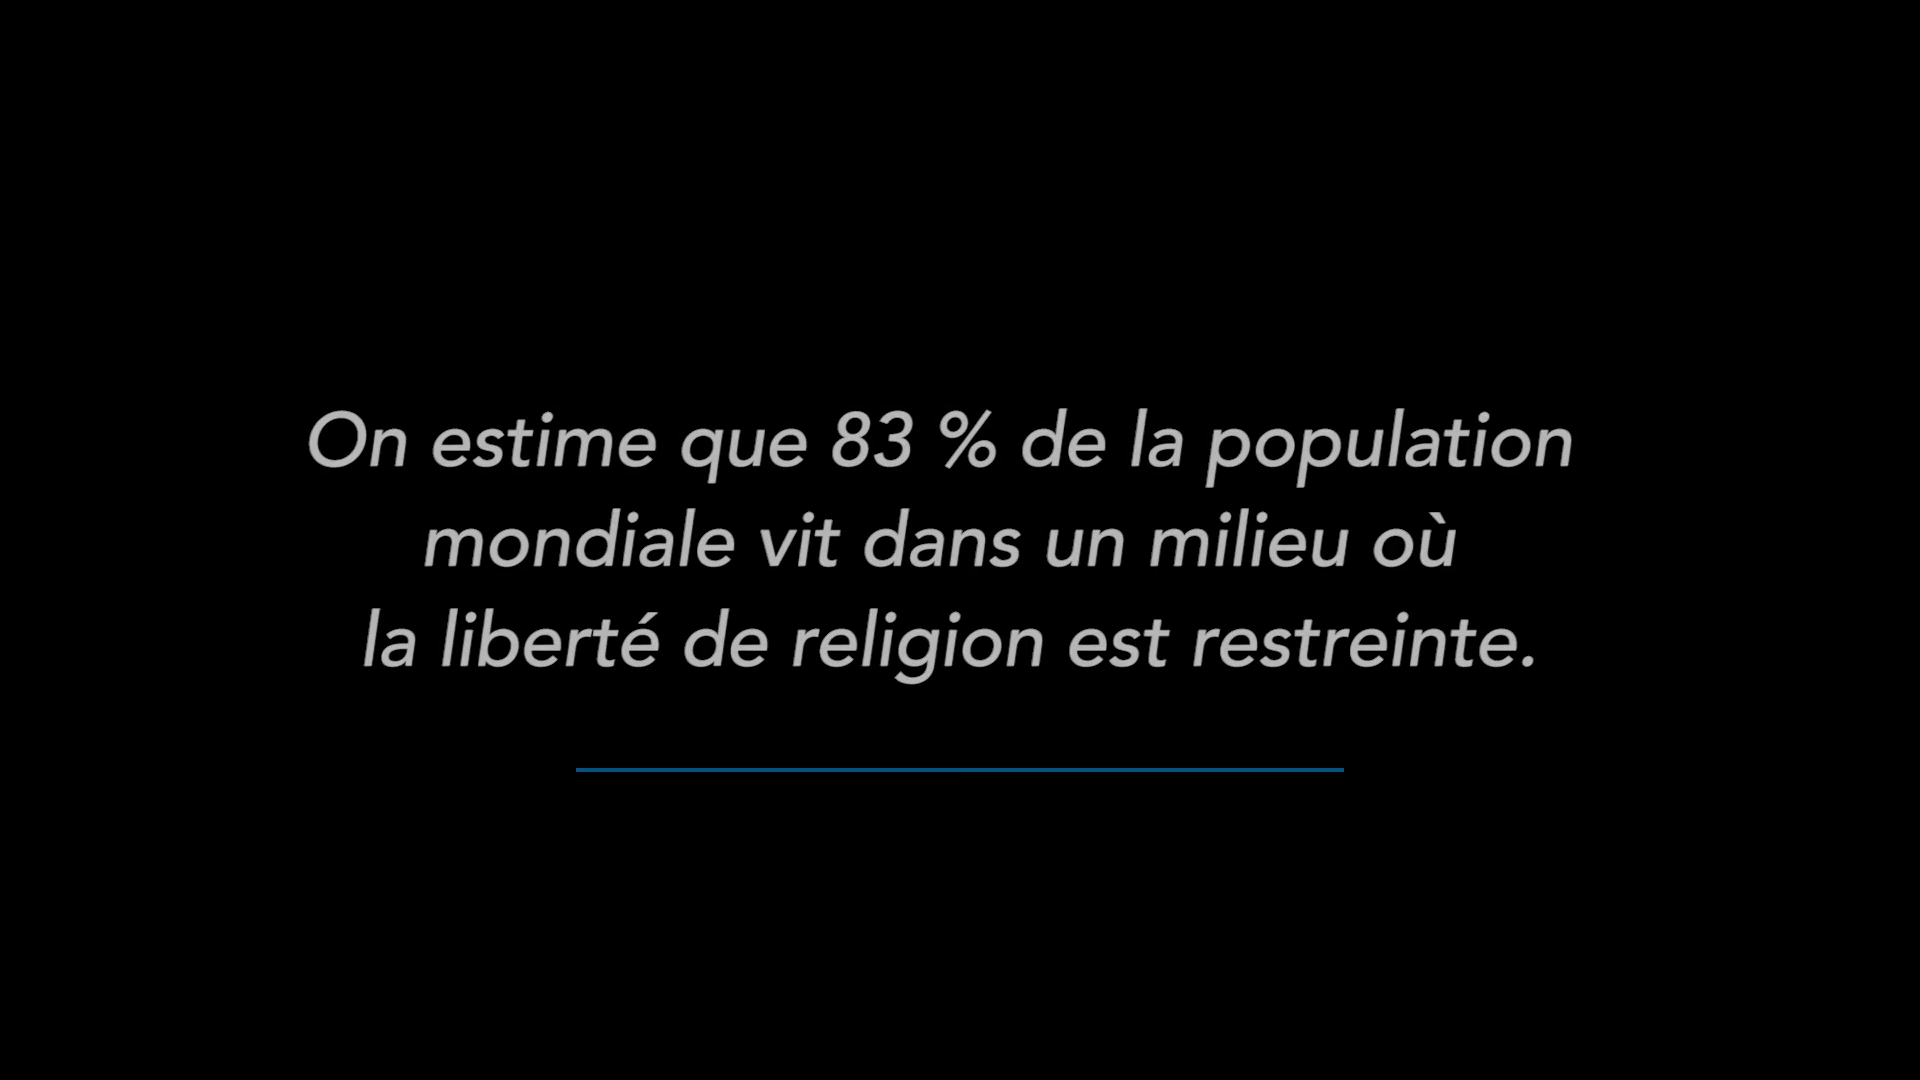 On estime que 83 % de la population
mondiale vit dans un milieu où
la liberté de religion est restreinte.